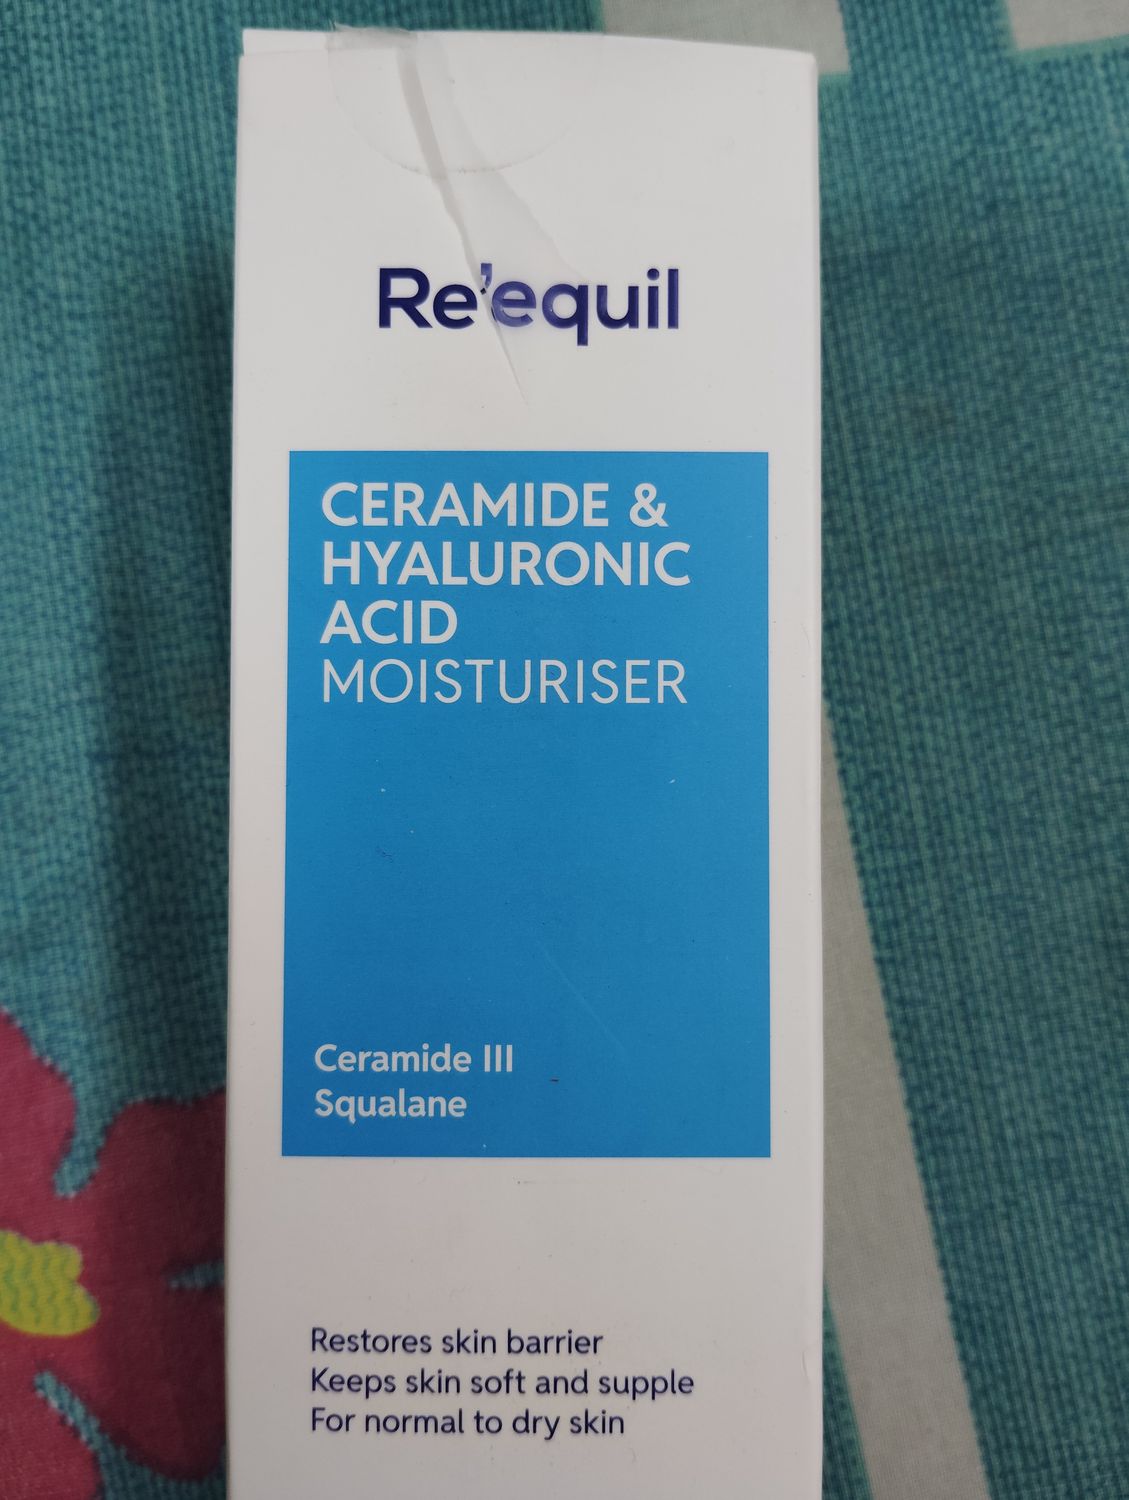 Re'equil
CERAMIDE &
HYALURONIC
ACID
MOISTURISER
Ceramide III
Squalane
Restores skin barrier
Keeps skin soft and supple
For normal to dry skin